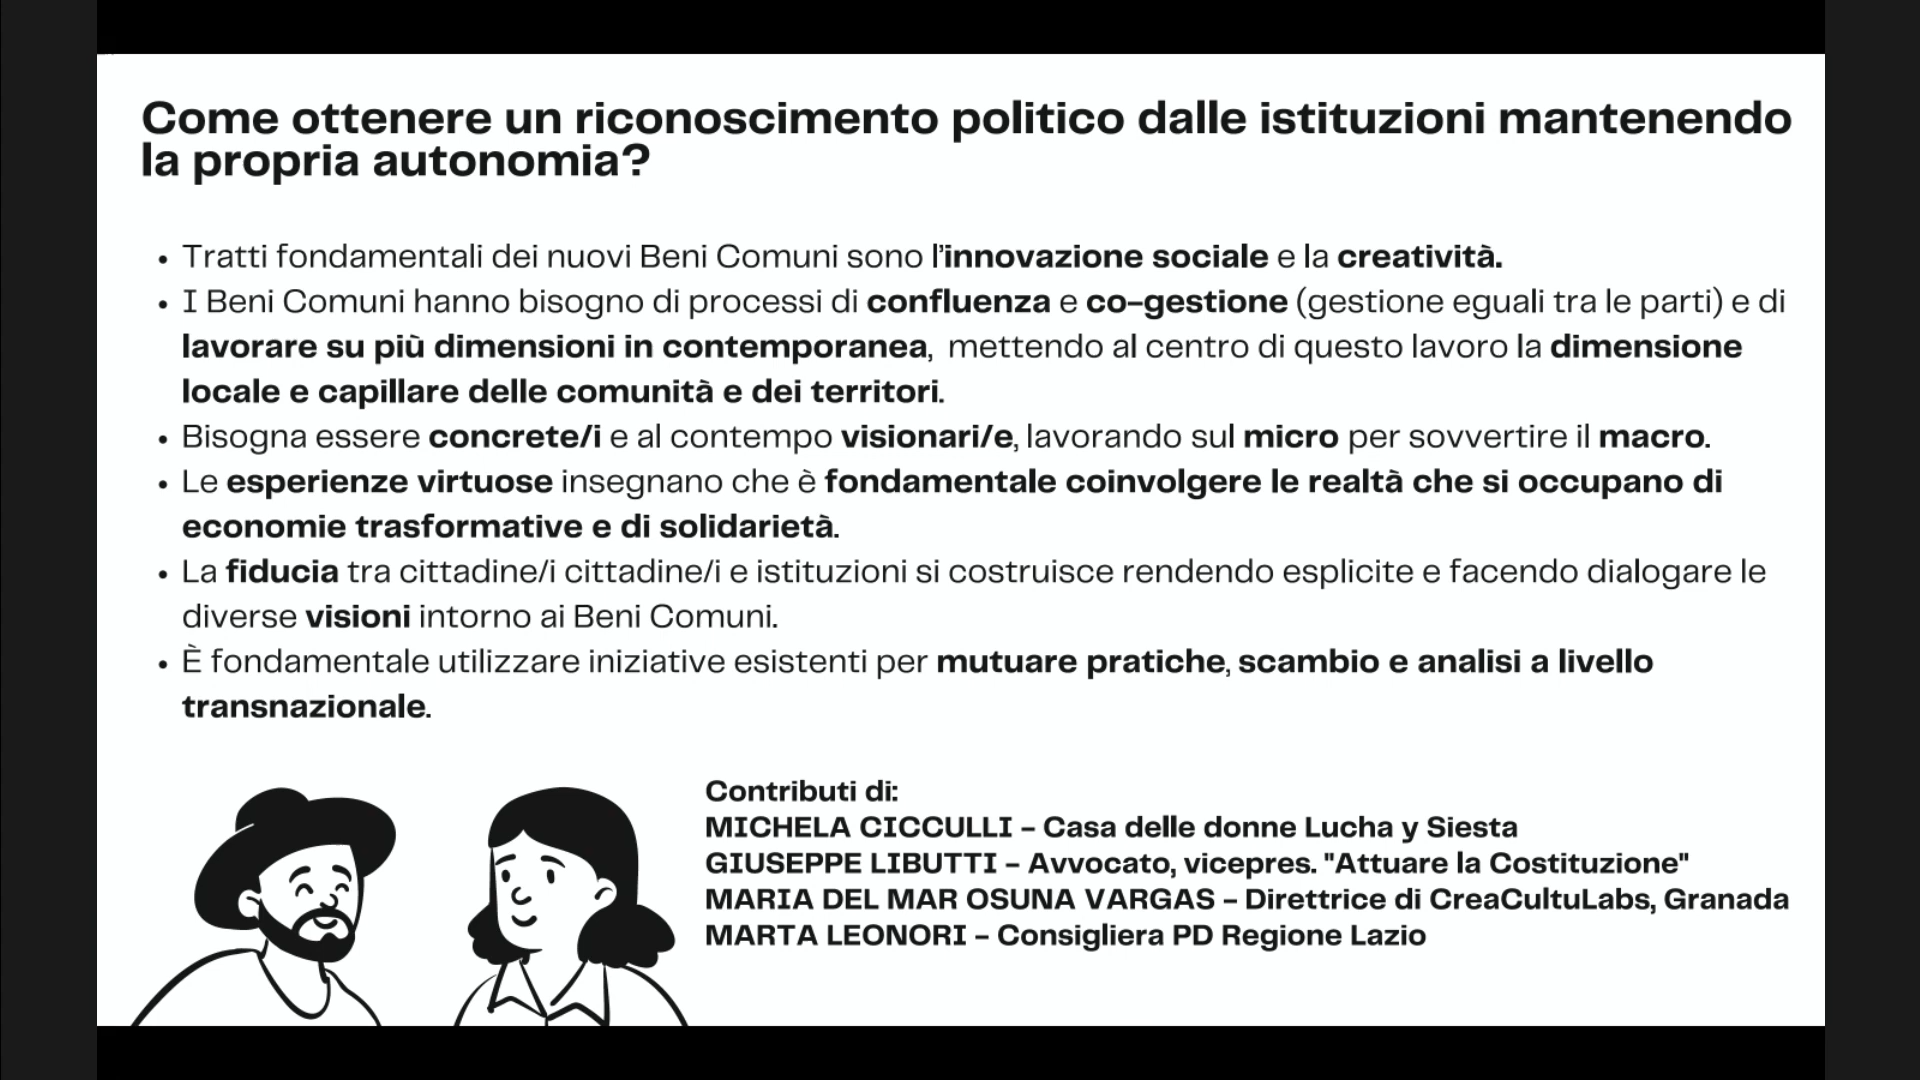 Come ottenere un riconoscimento politico dalle istituzioni mantenendo
la propria autonomia?
• Tratti fondamentali dei nuovi Beni Comuni sono l'innovazione sociale e la creatività.
• I Beni Comuni hanno bisogno di processi di confluenza e co-gestione (gestione eguali tra le parti) e di
lavorare su più dimensioni in contemporanea, mettendo al centro di questo lavoro la dimensione
locale e capillare delle comunità e dei territori.
• Bisogna essere concrete/i e al contempo visionari/e, lavorando sul micro per sovvertire il macro.
• Le esperienze virtuose insegnano che è fondamentale coinvolgere le realtà che si occupano di
economie trasformative e di solidarietà.
• La fiducia tra cittadine/i cittadine/i e istituzioni si costruisce rendendo esplicite e facendo dialogare le
diverse visioni intorno ai Beni Comuni.
• È fondamentale utilizzare iniziative esistenti per mutuare pratiche, scambio e analisi a livello
transnazionale.
Contributi di:
MICHELA CICCULLI - Casa delle donne Lucha y Siesta
GIUSEPPE LIBUTTI - Avvocato, vicepres. "Attuare la Costituzione"
MARIA DEL MAR OSUNA VARGAS - Direttrice di CreaCultuLabs, Granada
MARTA LEONORI - Consigliera PD Regione Lazio